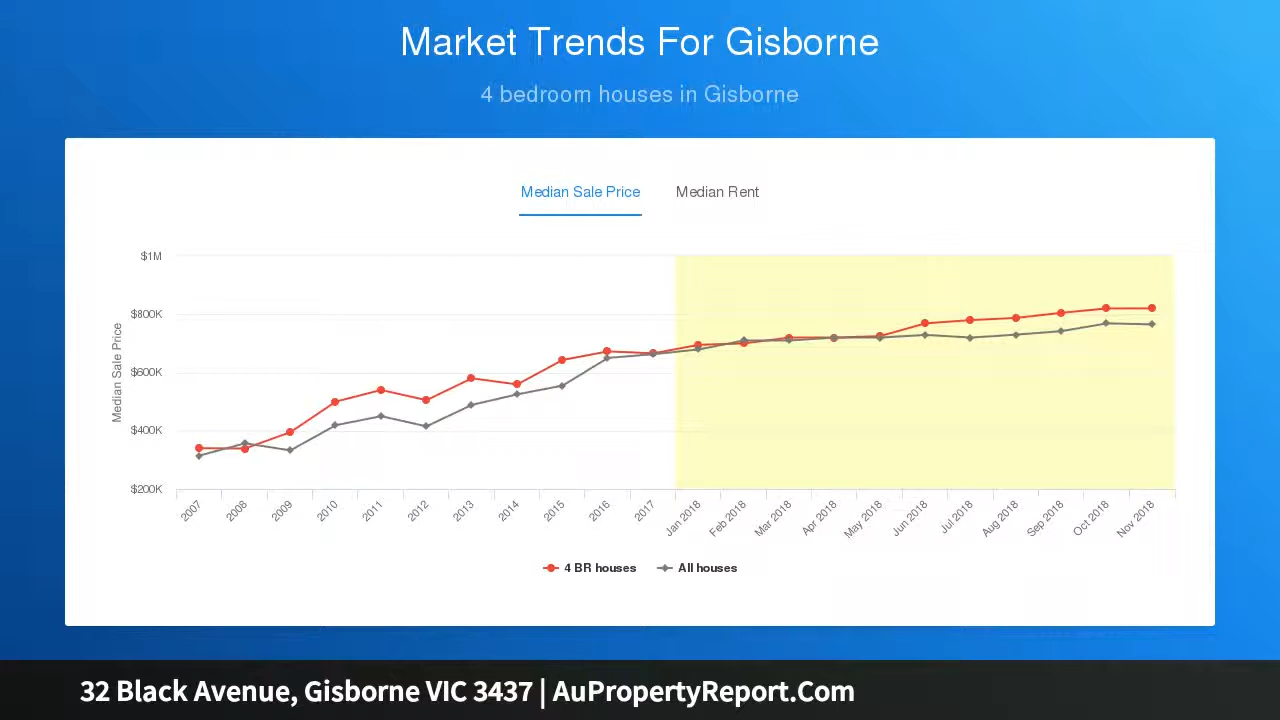 Market Trends For Gisborne
4 bedroom houses in Gisborne
Median Sale Price Median Rent
$1M
$800K
$600K
$400K
$200K
Median Sale Price
2007 2008 2009 2010 2011 2012 2013 2014 2015 2016 2017 Jan 2018 Feb 2018 Mar 2018 Apr 2018 May 2018 Jun 2018 Jul 2018 Aug 2018 Sep 2018 Oct 2018 Nov 2018
4 BR houses All houses
32 Black Avenue, Gisborne VIC 3437 | AuPropertyReport.Com